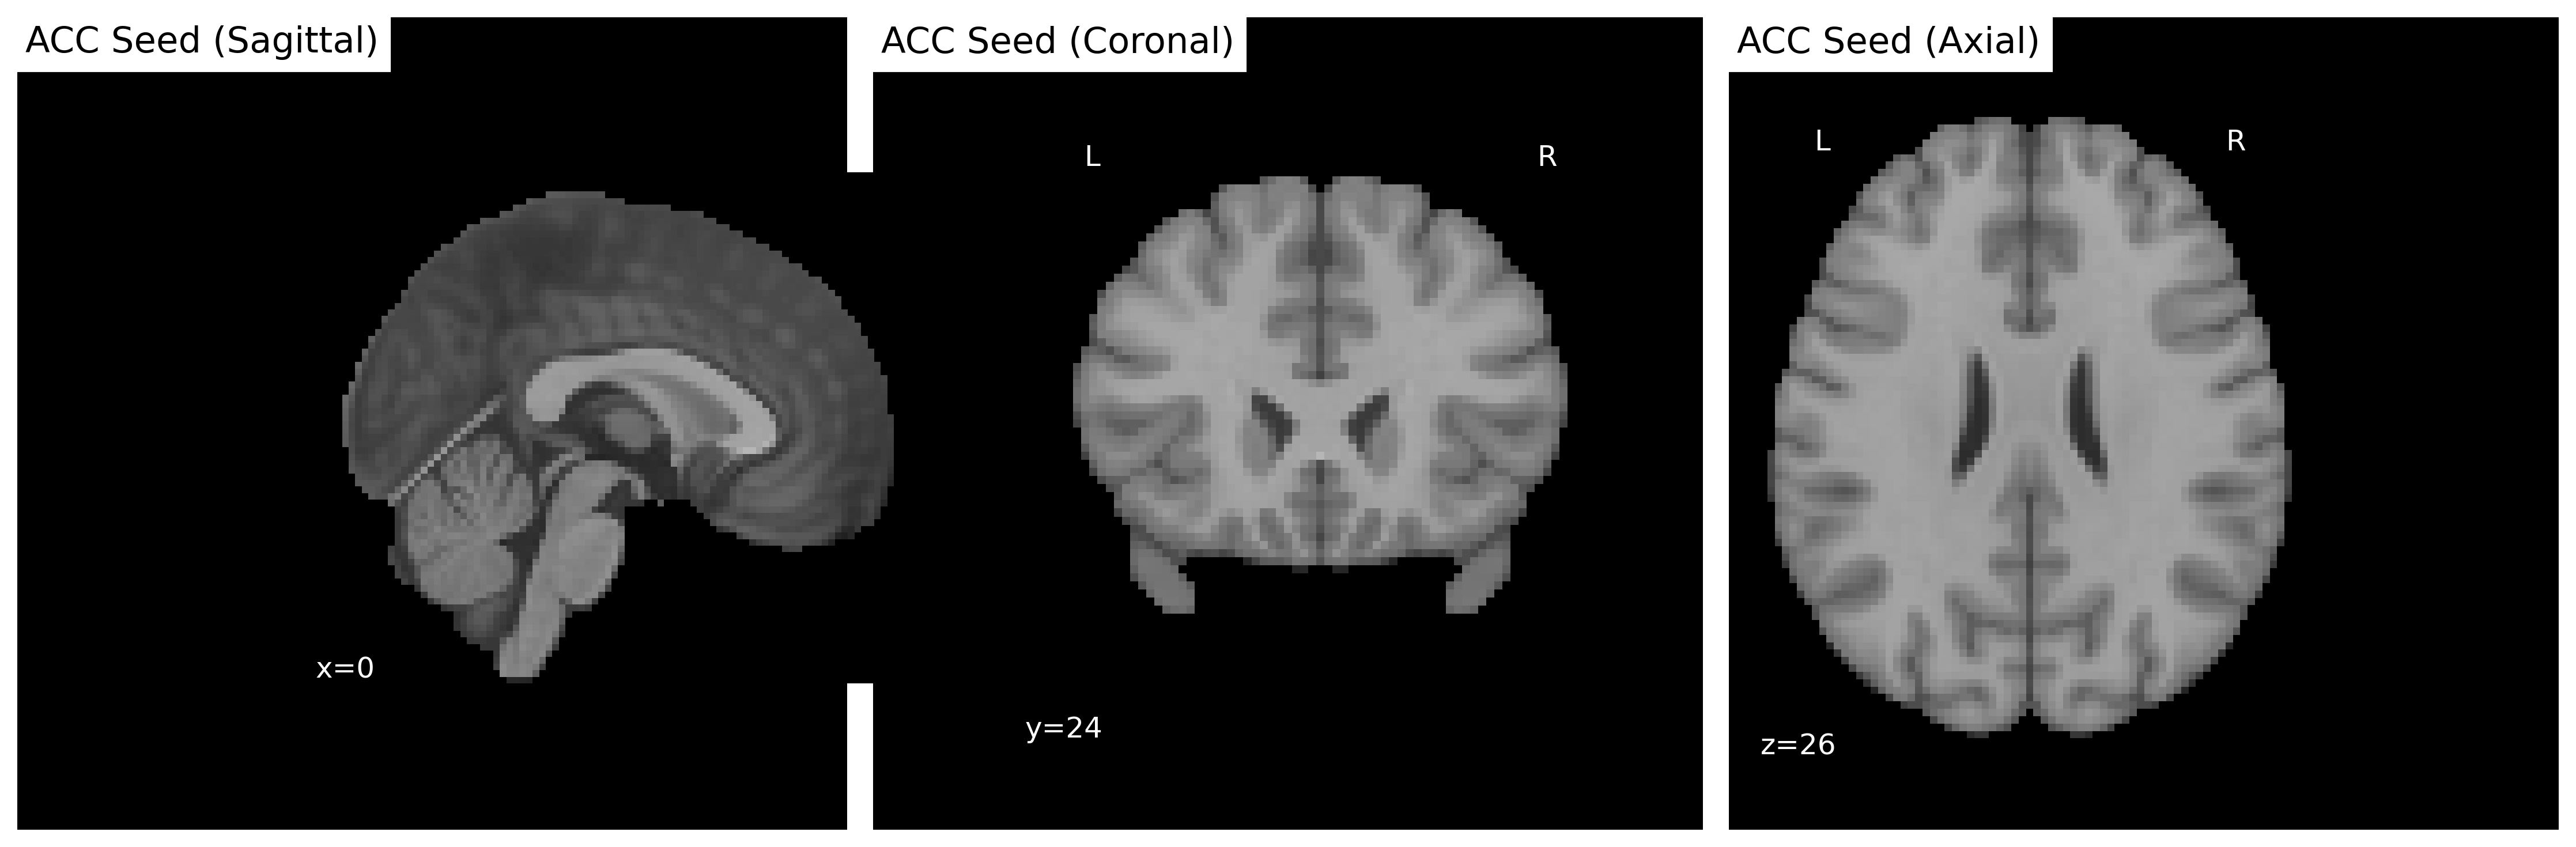 ACC Seed (Sagittal)
x=0
ACC Seed (Coronal)
L
R
y=24
ACC Seed (Axial)
L
R
z=26